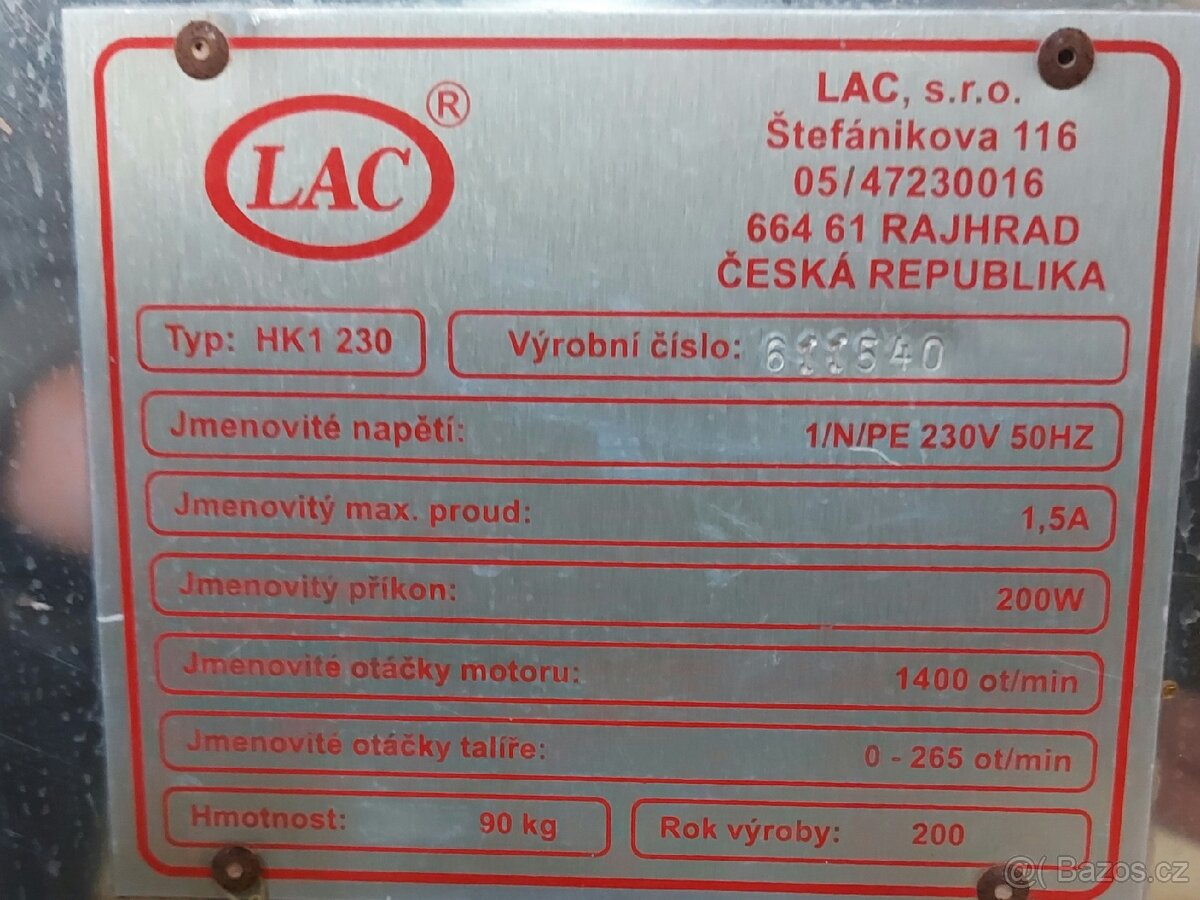 LAC ®
LAC, s.r.o.
Štefánikova 116
05/47230016
664 61 RAJHRAD
ČESKÁ REPUBLIKA
Typ: HK1 230
Výrobní číslo: 611540
Jmenovité napětí: 1/N/PE 230V 50HZ
Jmenovitý max. proud: 1,5A
Jmenovitý příkon: 200W
Jmenovité otáčky motoru: 1400 ot/min
Jmenovité otáčky talíře: 0 - 265 ot/min
Hmotnost: 90 kg
Rok výroby: 200
@( Bazos.cz